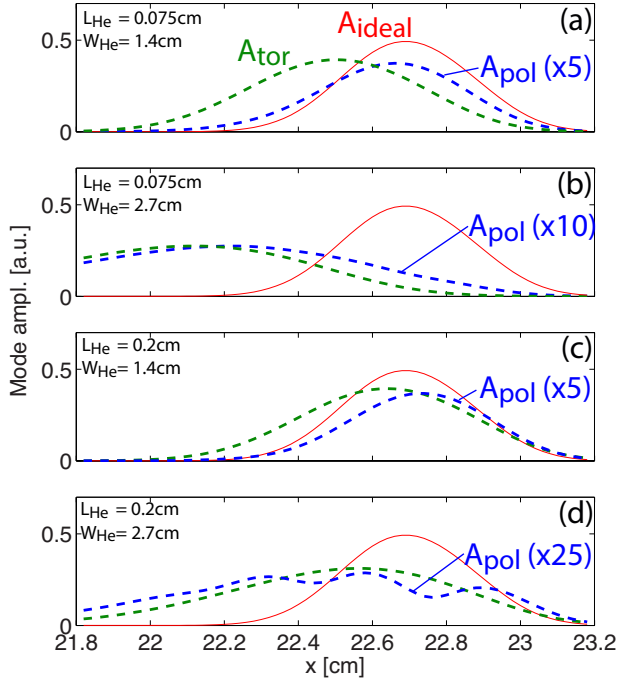 L_He = 0.075cm
W_He= 1.4cm
A_ideal
(a)
A_tor
A_pol (x5)
0.5
0
L_He = 0.075cm
W_He= 2.7cm
(b)
A_pol (x10)
0.5
0
Mode ampl. [a.u.]
L_He = 0.2cm
W_He= 1.4cm
(c)
A_pol (x5)
0.5
0
L_He = 0.2cm
W_He= 2.7cm
(d)
A_pol (x25)
0.5
0
21.8 22 22.2 22.4 22.6 22.8 23 23.2
x [cm]